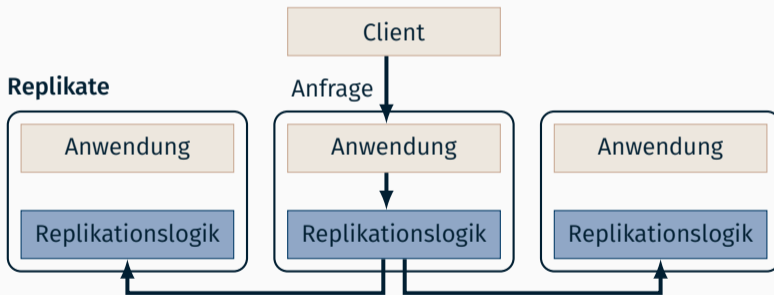 Client
Replikate
Anfrage
Anwendung
Anwendung
Anwendung
Replikationslogik
Replikationslogik
Replikationslogik